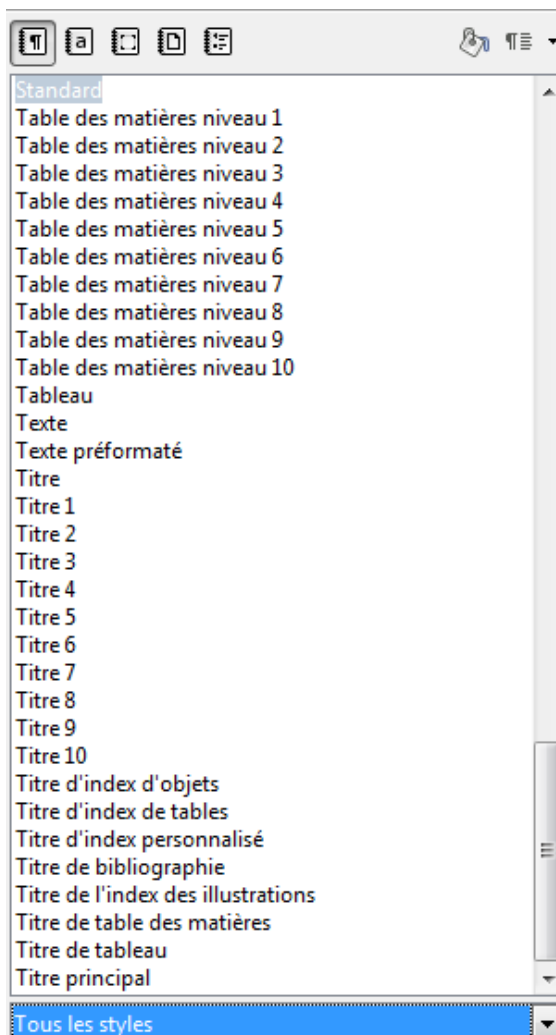 Standard
Table des matières niveau 1
Table des matières niveau 2
Table des matières niveau 3
Table des matières niveau 4
Table des matières niveau 5
Table des matières niveau 6
Table des matières niveau 7
Table des matières niveau 8
Table des matières niveau 9
Table des matières niveau 10
Tableau
Texte
Texte préformaté
Titre
Titre 1
Titre 2
Titre 3
Titre 4
Titre 5
Titre 6
Titre 7
Titre 8
Titre 9
Titre 10
Titre d'index d'objets
Titre d'index de tables
Titre d'index personnalisé
Titre de bibliographie
Titre de l'index des illustrations
Titre de table des matières
Titre de tableau
Titre principal
Tous les styles